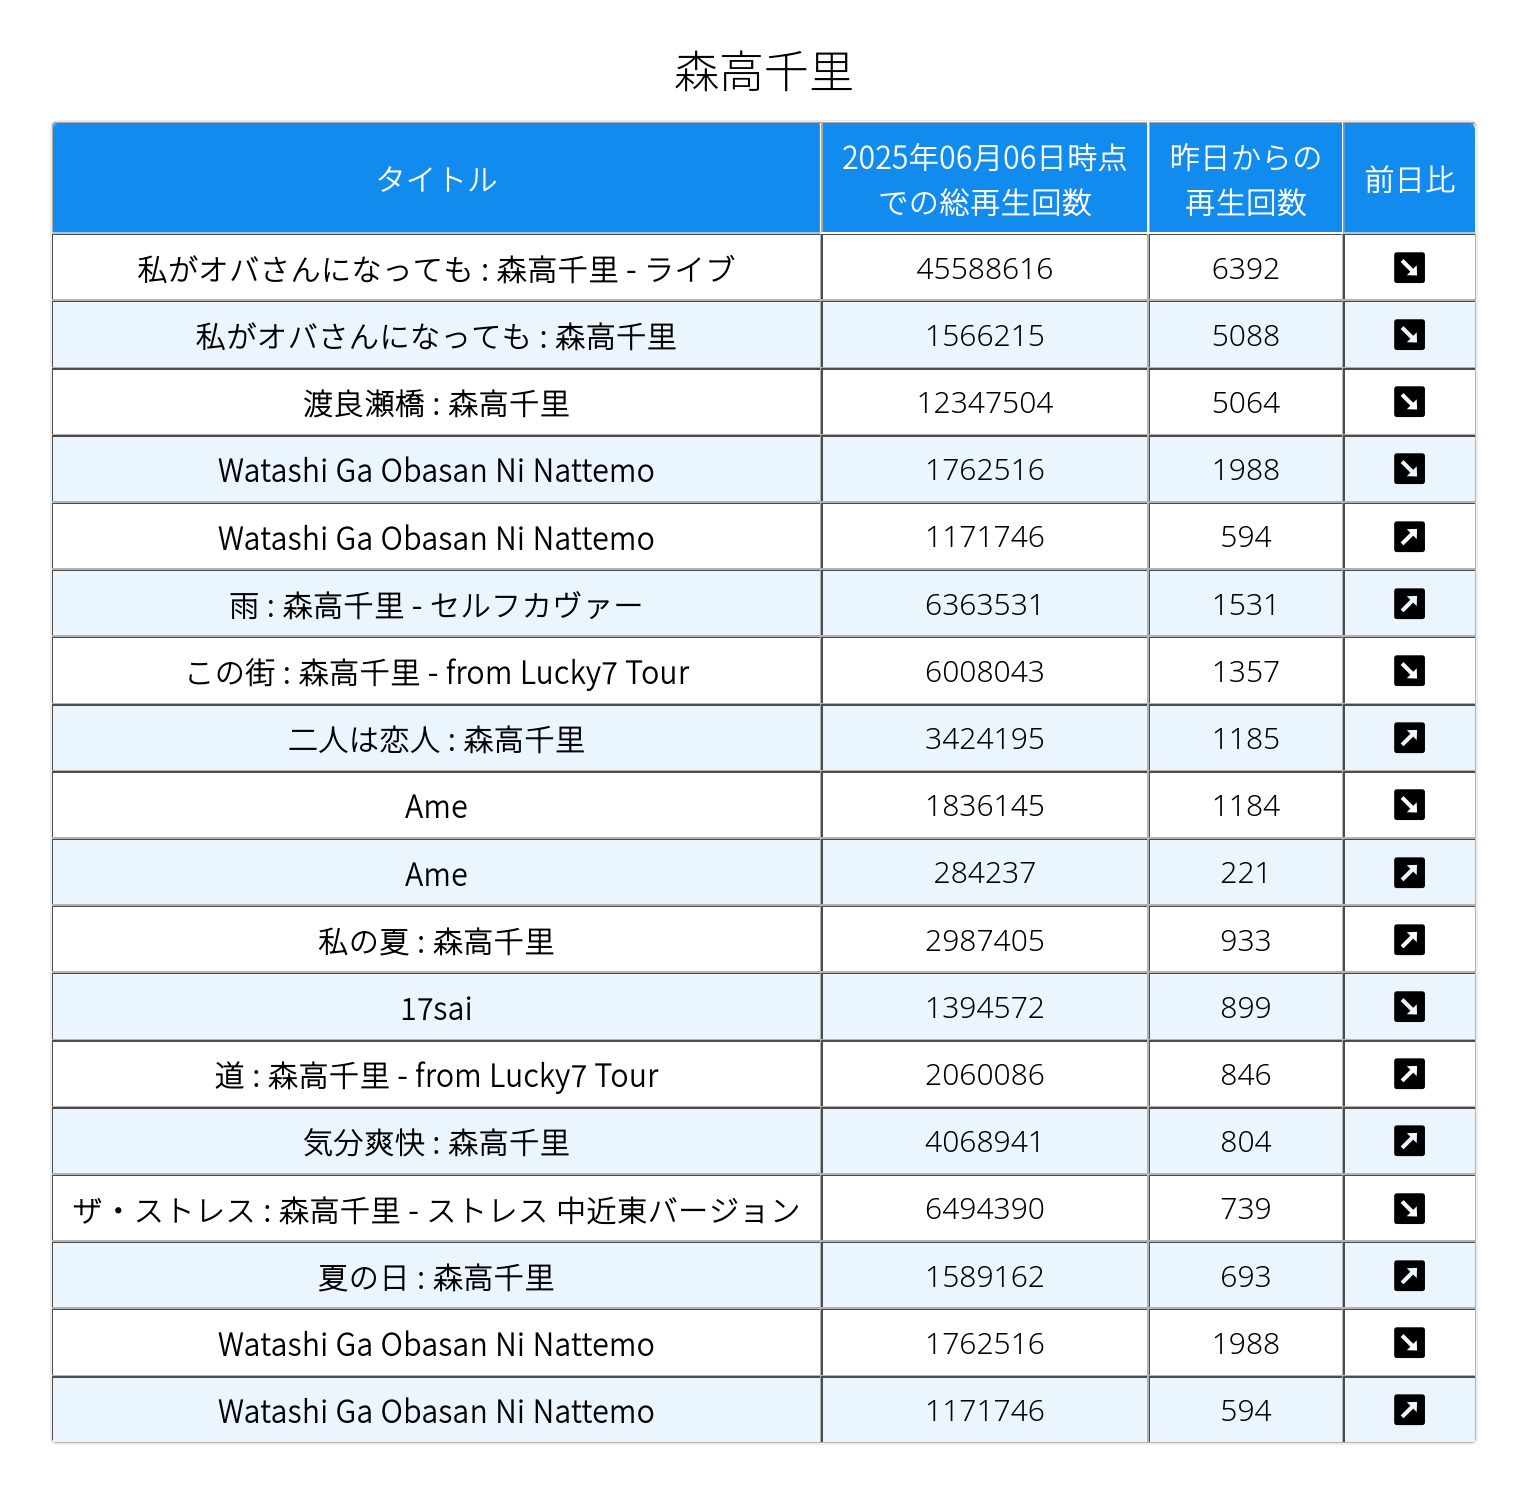 森高千里
タイトル 2025年06月06日時点での総再生回数 昨日からの再生回数 前日比
私がオバさんになっても : 森高千里 - ライブ 45588616 6392 ↘
私がオバさんになっても : 森高千里 1566215 5088 ↘
渡良瀬橋 : 森高千里 12347504 5064 ↘
Watashi Ga Obasan Ni Nattemo 1762516 1988 ↘
Watashi Ga Obasan Ni Nattemo 1171746 594 ↗
雨 : 森高千里 - セルフカヴァー 6363531 1531 ↗
この街 : 森高千里 - from Lucky7 Tour 6008043 1357 ↘
二人は恋人 : 森高千里 3424195 1185 ↗
Ame 1836145 1184 ↘
Ame 284237 221 ↗
私の夏 : 森高千里 2987405 933 ↗
17sai 1394572 899 ↘
道 : 森高千里 - from Lucky7 Tour 2060086 846 ↗
気分爽快 : 森高千里 4068941 804 ↗
ザ・ストレス : 森高千里 - ストレス 中近東バージョン 6494390 739 ↘
夏の日 : 森高千里 1589162 693 ↗
Watashi Ga Obasan Ni Nattemo 1762516 1988 ↘
Watashi Ga Obasan Ni Nattemo 1171746 594 ↗